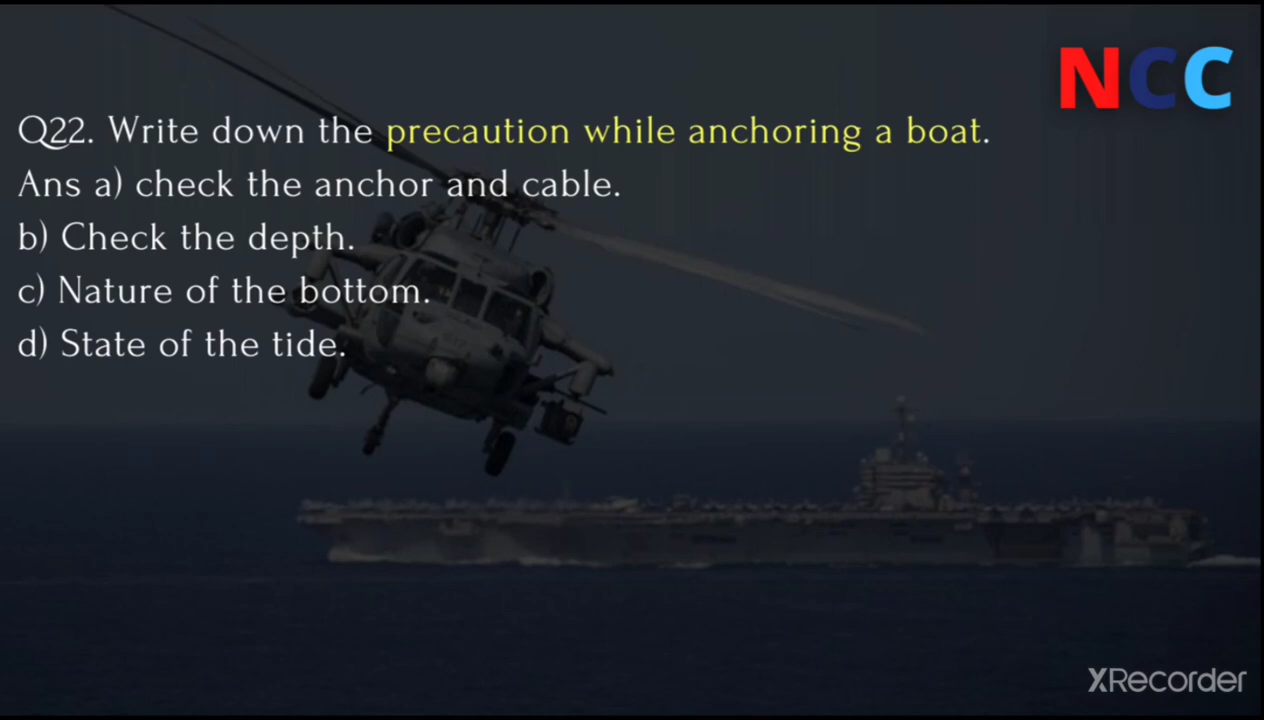 NCC
Q22. Write down the precaution while anchoring a boat.
Ans a) check the anchor and cable.
b) Check the depth.
c) Nature of the bottom.
d) State of the tide.
XRecorder